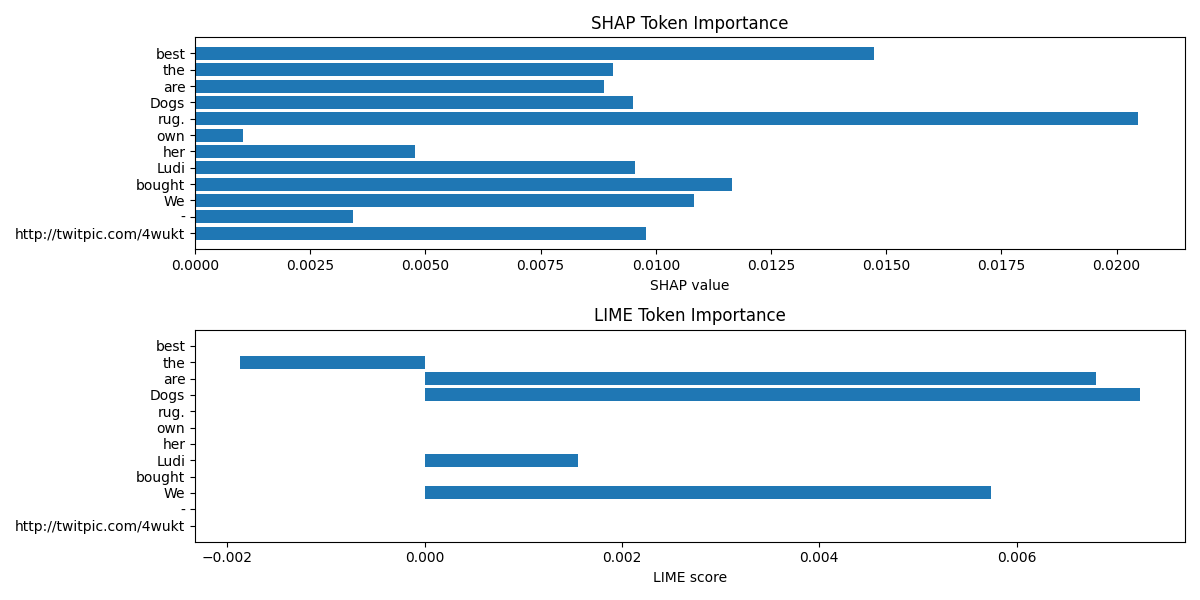 SHAP Token Importance
best
the
are
Dogs
rug.
own
her
Ludi
bought
We
-
http://twitpic.com/4wukt
0.0000 0.0025 0.0050 0.0075 0.0100 0.0125 0.0150 0.0175 0.0200
SHAP value
LIME Token Importance
best
the
are
Dogs
rug.
own
her
Ludi
bought
We
-
http://twitpic.com/4wukt
−0.002 0.000 0.002 0.004 0.006
LIME score